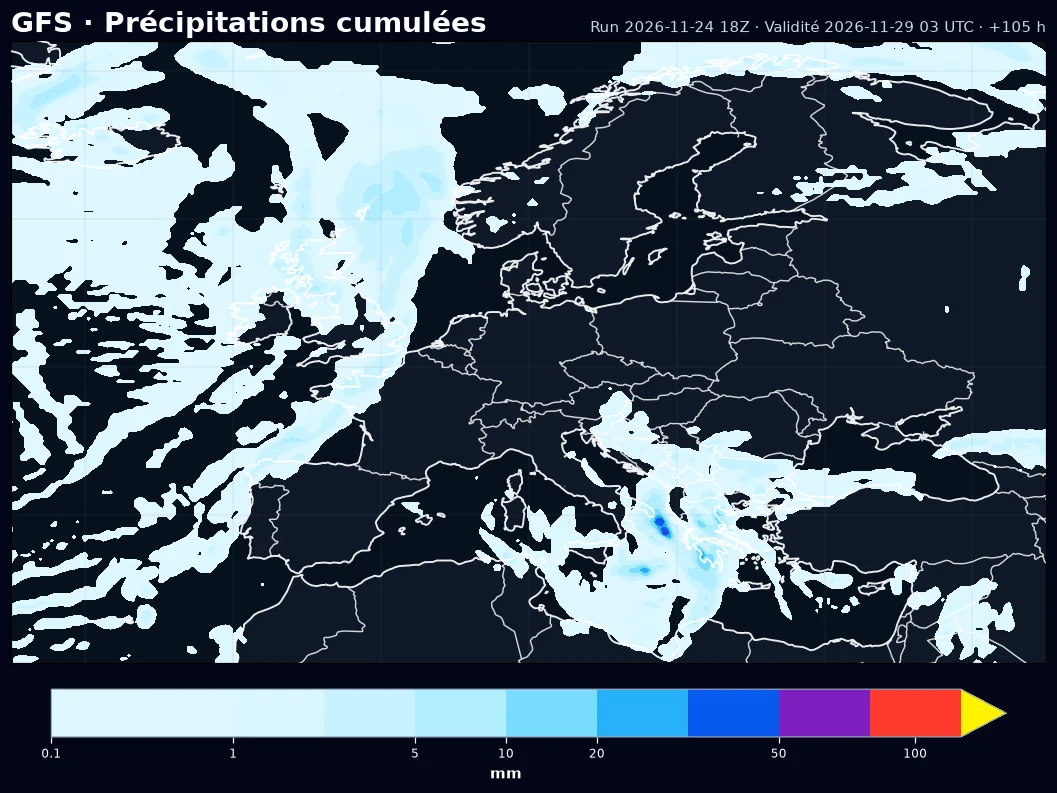 GFS · Précipitations cumulées
Run 2026-11-24 18Z · Validité 2026-11-29 03 UTC · +105 h
0.1 1 5 10 20 50 100
mm